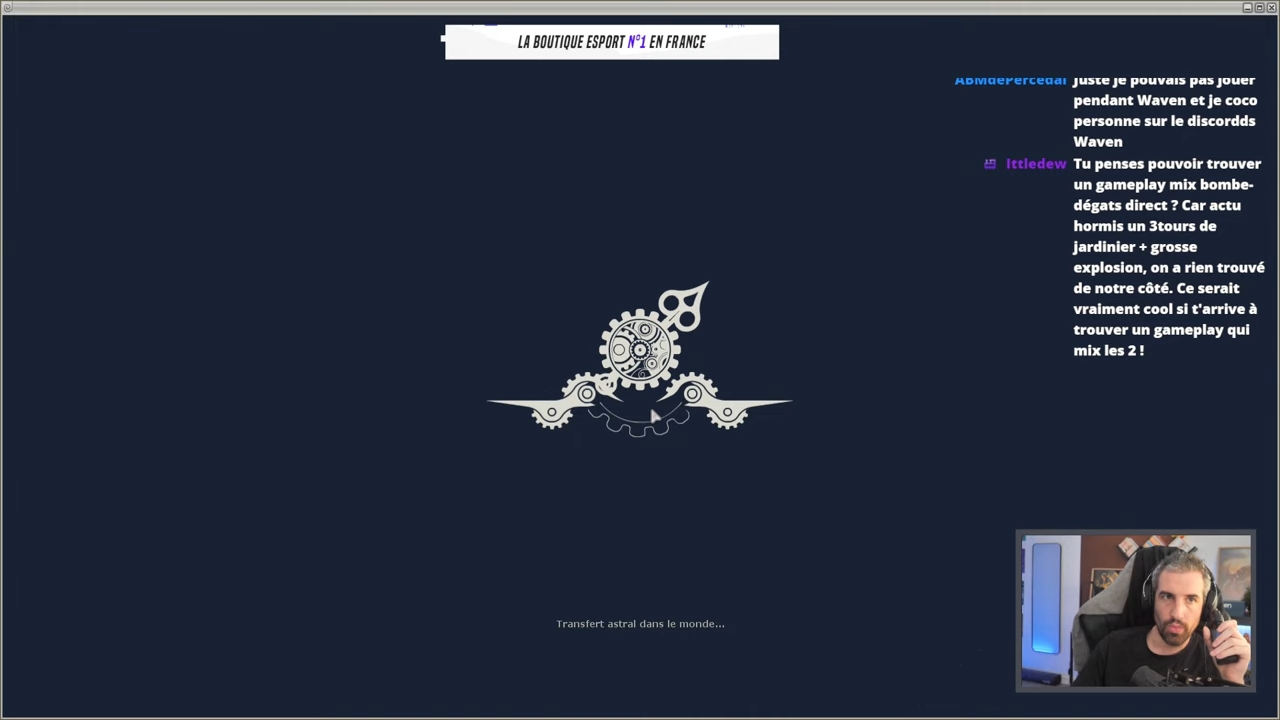 LA BOUTIQUE ESPORT N°1 EN FRANCE
ABMdePercedal juste je pouvais pas jouer
pendant Waven et je coco
personne sur le discordds
Waven
Ittledew Tu penses pouvoir trouver
un gameplay mix bombe-
dégats direct ? Car actu
hormis un 3tours de
jardinier + grosse
explosion, on a rien trouvé
de notre côté. Ce serait
vraiment cool si t'arrive à
trouver un gameplay qui
mix les 2 !
Transfert astral dans le monde...